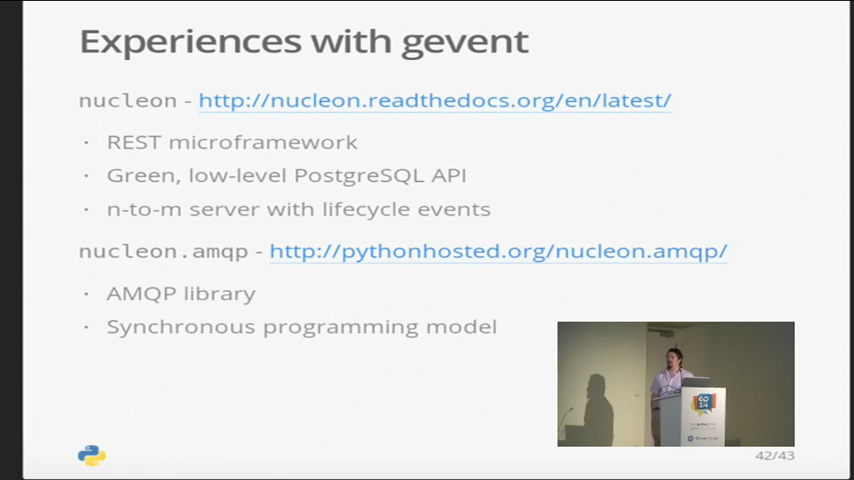 Experiences with gevent
nucleon - http://nucleon.readthedocs.org/en/latest/
· REST microframework
· Green, low-level PostgreSQL API
· n-to-m server with lifecycle events
nucleon.amqp - http://pythonhosted.org/nucleon.amqp/
· AMQP library
· Synchronous programming model
42/43